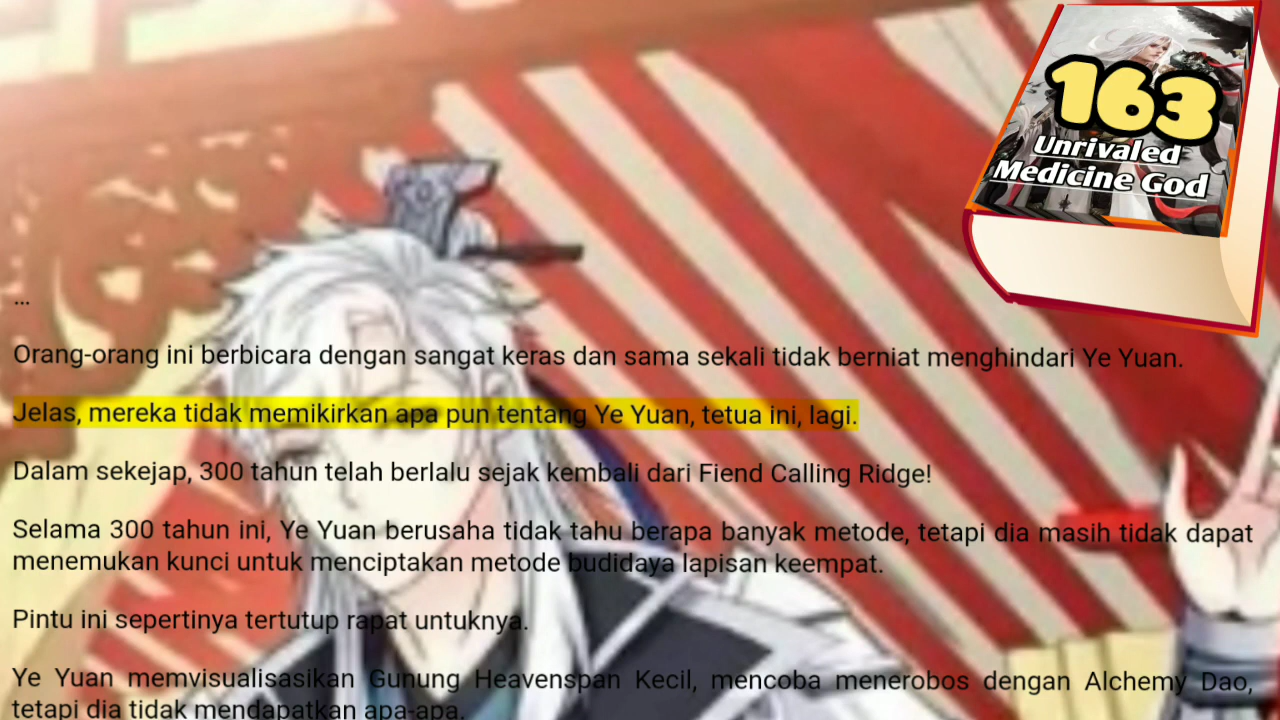 163
Unrivaled
Medicine God
...
Orang-orang ini berbicara dengan sangat keras dan sama sekali tidak berniat menghindari Ye Yuan.
Jelas, mereka tidak memikirkan apa pun tentang Ye Yuan, tetua ini, lagi.
Dalam sekejap, 300 tahun telah berlalu sejak kembali dari Fiend Calling Ridge!
Selama 300 tahun ini, Ye Yuan berusaha tidak tahu berapa banyak metode, tetapi dia masih tidak dapat
menemukan kunci untuk menciptakan metode budidaya lapisan keempat.
Pintu ini sepertinya tertutup rapat untuknya.
Ye Yuan memvisualisasikan Gunung Heavenspan Kecil, mencoba menerobos dengan Alchemy Dao,
tetapi dia tidak mendapatkan apa-apa.